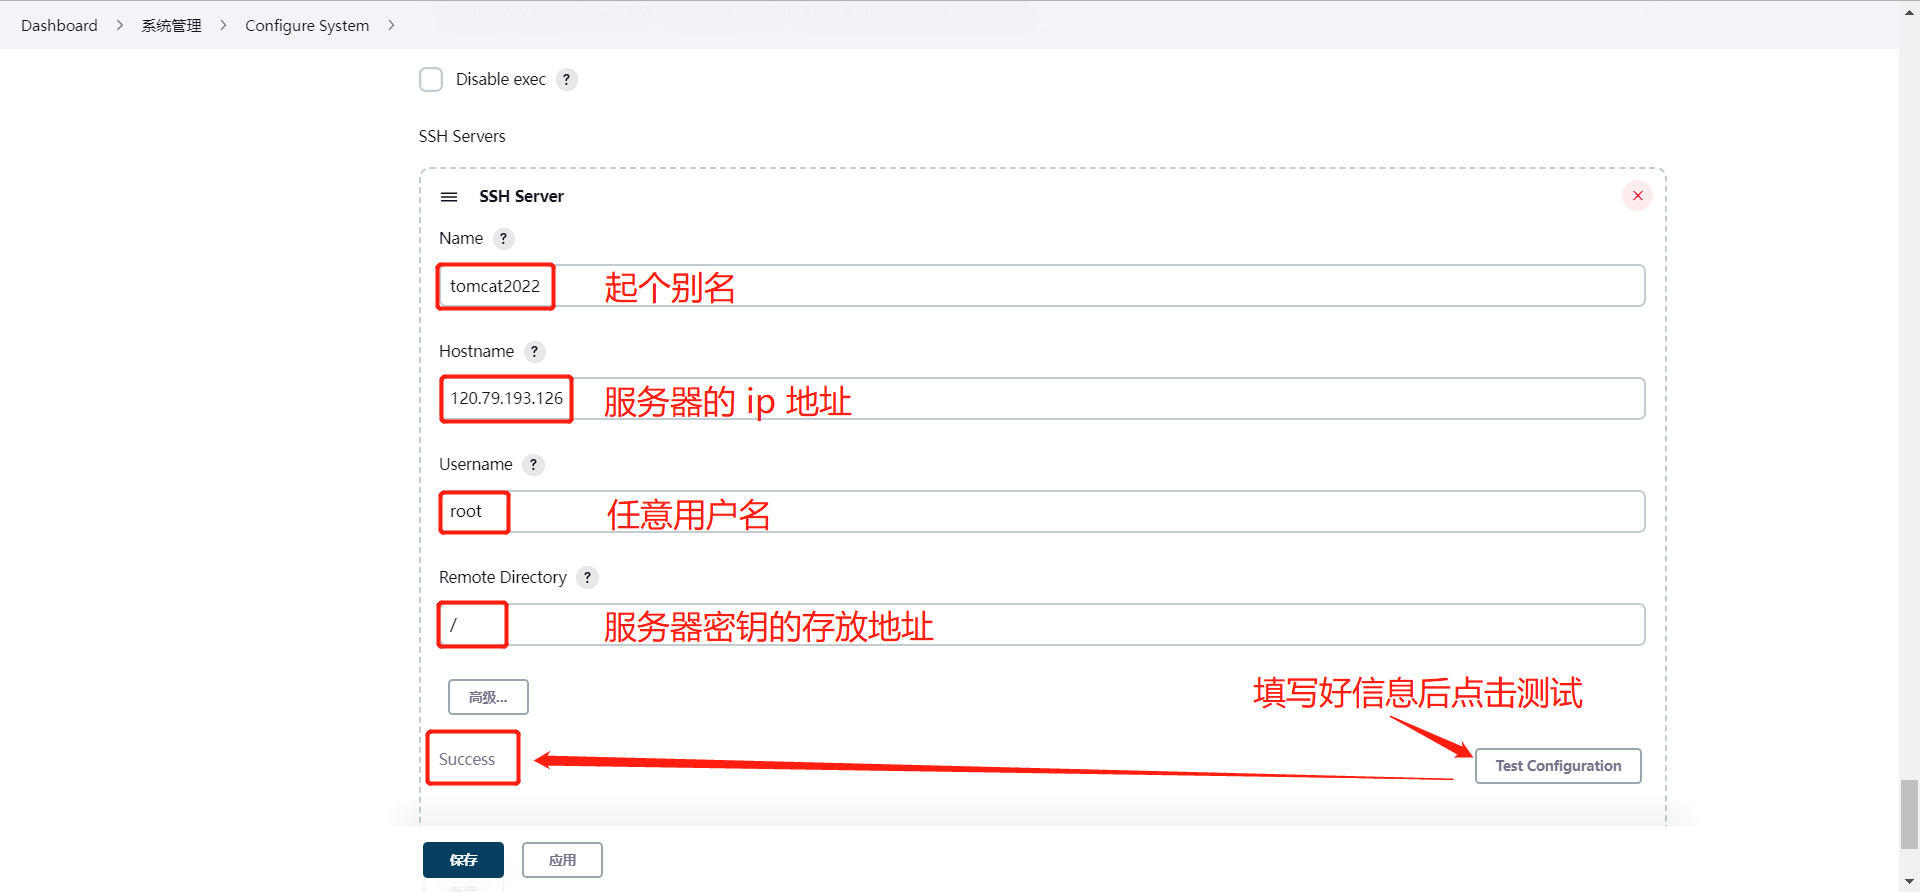 Dashboard > 系统管理 > Configure System >
Disable exec ?
SSH Servers
SSH Server
Name ?
tomcat2022 起个别名
Hostname ?
120.79.193.126 服务器的 ip 地址
Username ?
root 任意用户名
Remote Directory ?
/ 服务器密钥的存放地址
高级...
填写好信息后点击测试
Success
Test Configuration
保存 应用